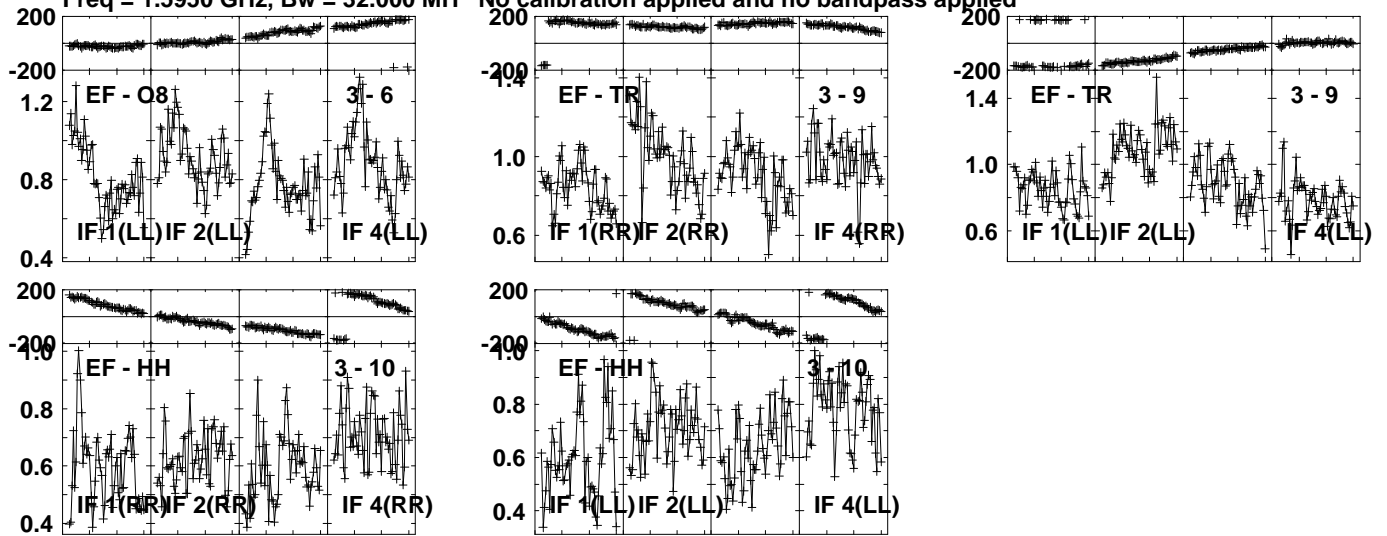 Freq = 1.5950 GHz, Bw = 32.000 MH No calibration applied and no bandpass applied
200 200 200
-200 -200 -200
EF - O8 3 - 6
1.2
1.0
0.8
0.4
IF 1(LL) IF 2(LL) IF 4(LL)
EF - TR 3 - 9
1.4
1.0
0.6
IF 1(RR) IF 2(RR) IF 4(RR)
EF - TR 3 - 9
1.4
1.0
0.6
IF 1(LL) IF 2(LL) IF 4(LL)
200 200
-200 -200
EF - HH 3 - 10
1.0
0.8
0.6
0.4
IF 1(RR) IF 2(RR) IF 4(RR)
EF - HH 3 - 10
1.0
0.8
0.6
0.4
IF 1(LL) IF 2(LL) IF 4(LL)